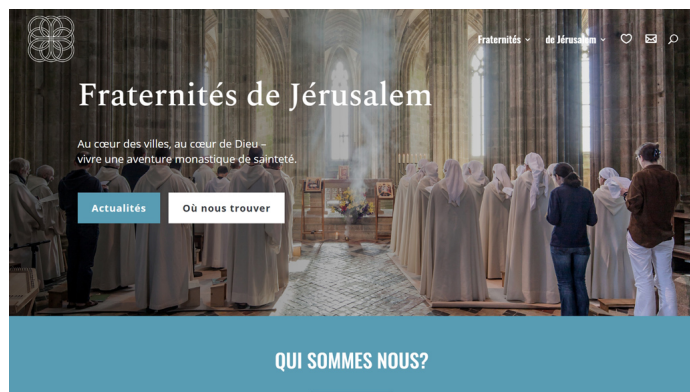 Fraternités
de Jérusalem
Fraternités de Jérusalem
Au cœur des villes, au cœur de Dieu –
vivre une aventure monastique de sainteté.
Actualités
Où nous trouver
QUI SOMMES NOUS?